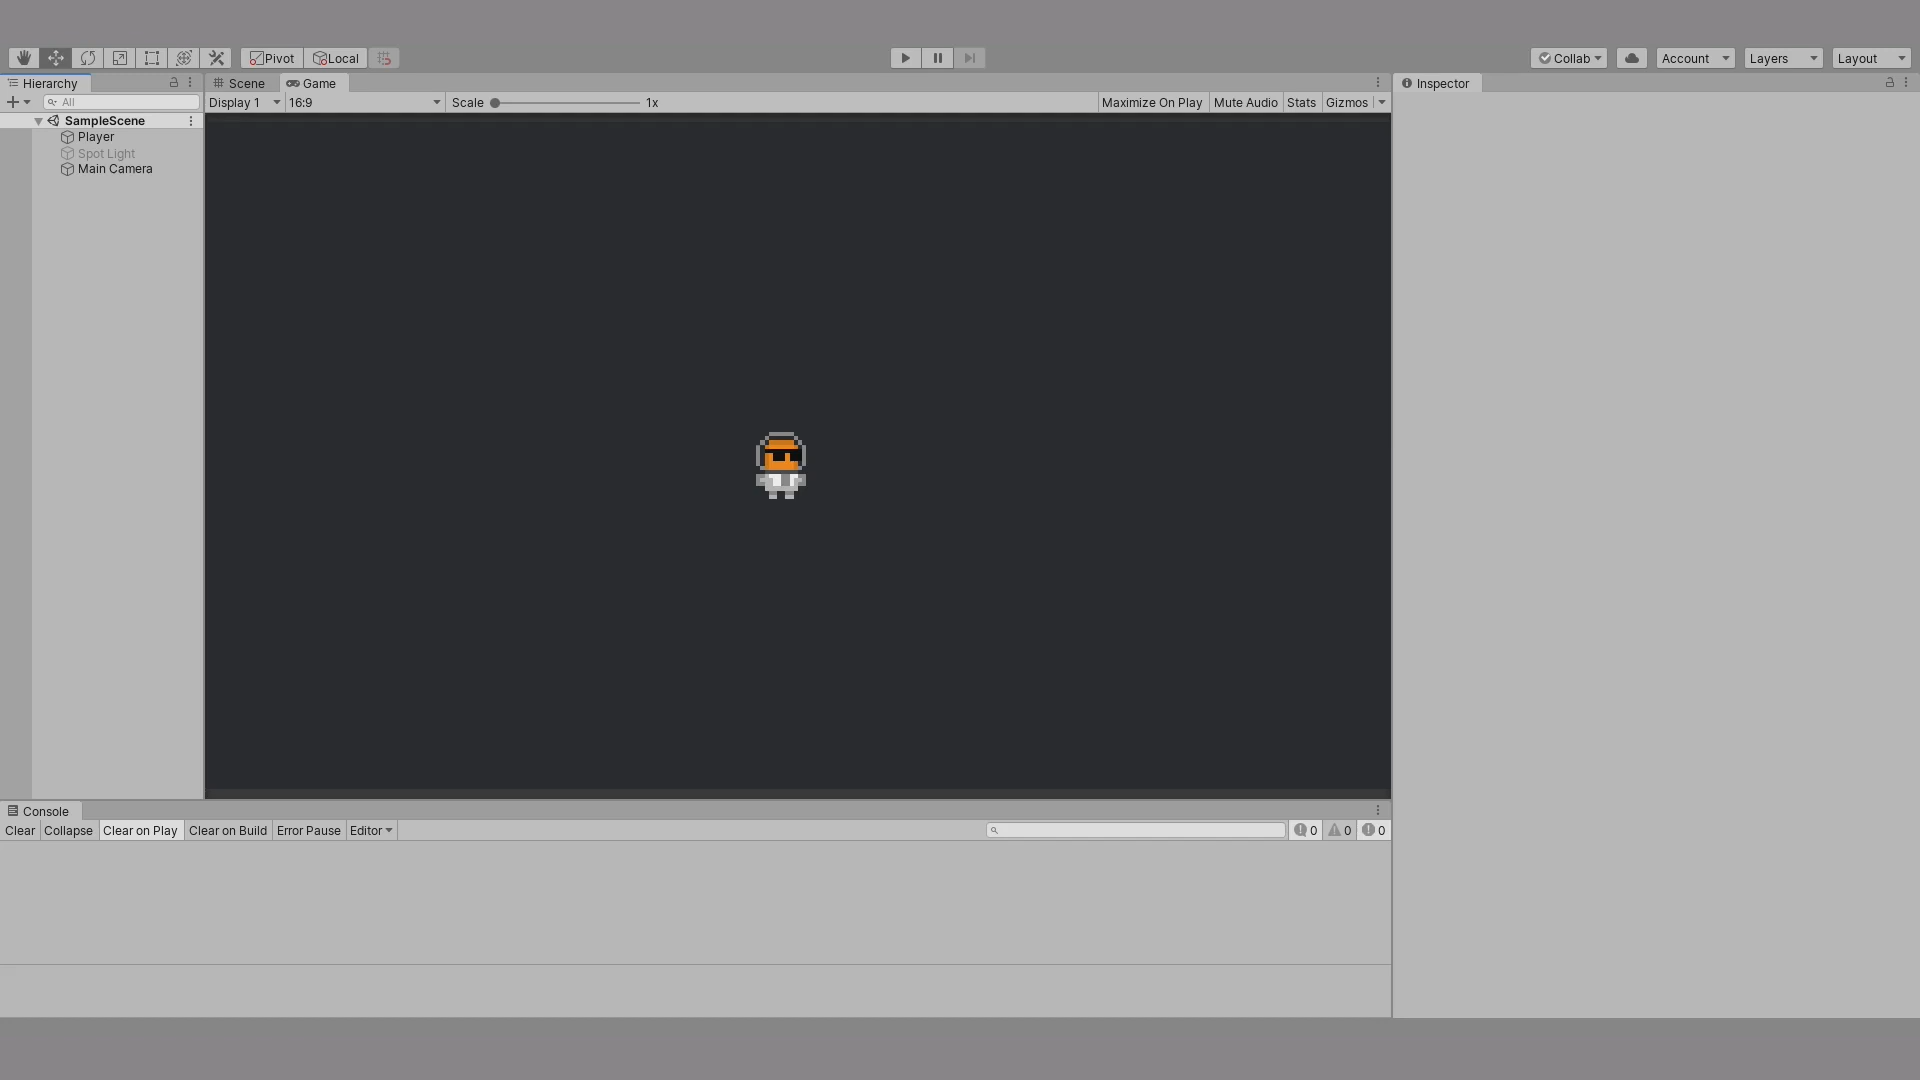 Pivot Local Collab Account Layers Layout
Hierarchy Scene Game Inspector
All Display 1 16:9 Scale 1x Maximize On Play Mute Audio Stats Gizmos
SampleScene
Player
Spot Light
Main Camera
Console
Clear Collapse Clear on Play Clear on Build Error Pause Editor 0 0 0